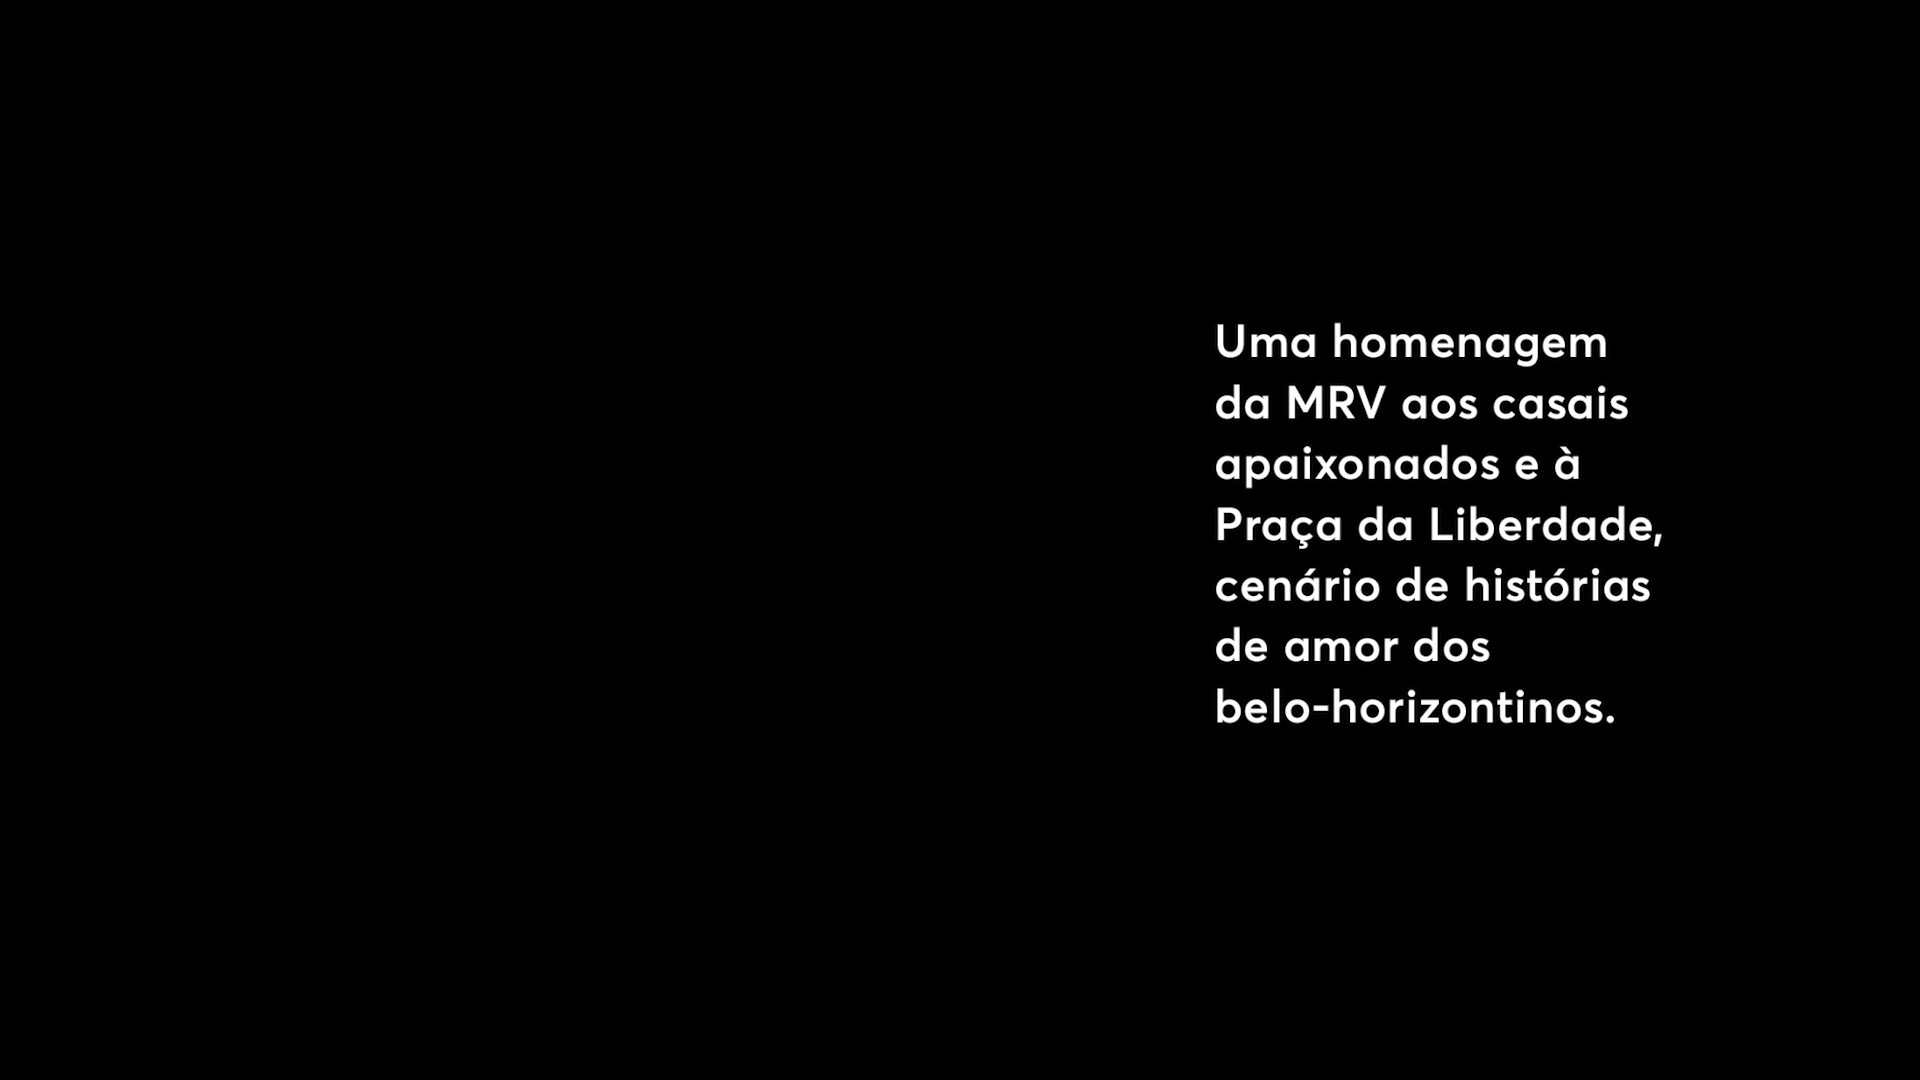 Uma homenagem
da MRV aos casais
apaixonados e à
Praça da Liberdade,
cenário de histórias
de amor dos
belo-horizontinos.